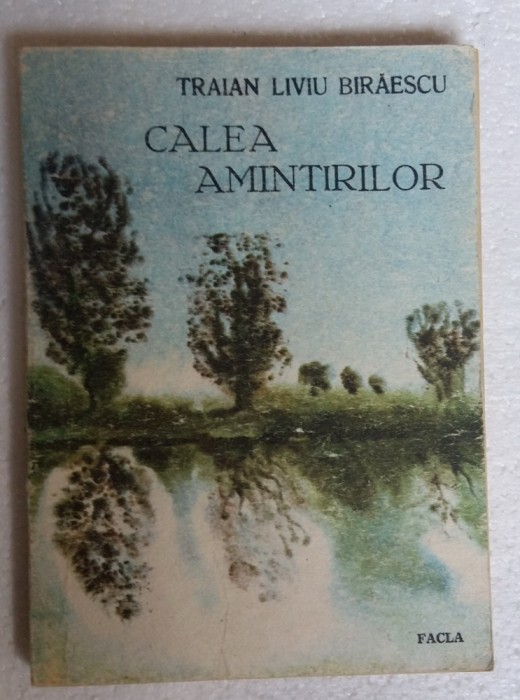 TRAIAN LIVIU BIRĂESCU
CALEA
AMINTIRILOR
FACLA